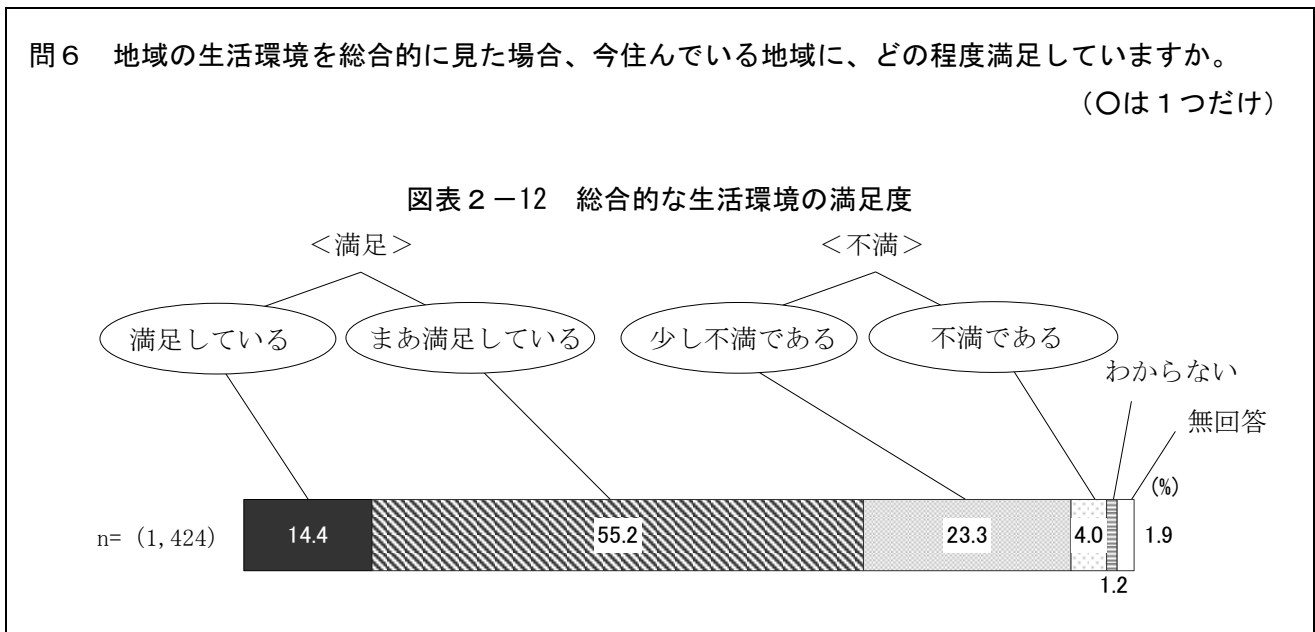 問６　地域の生活環境を総合的に見た場合、今住んでいる地域に、どの程度満足していますか。
（〇は１つだけ）
図表２－12　総合的な生活環境の満足度
＜満足＞　＜不満＞
満足している　まあ満足している　少し不満である　不満である
わからない
無回答
(%)
n= (1,424)　14.4　55.2　23.3　4.0　1.9
1.2